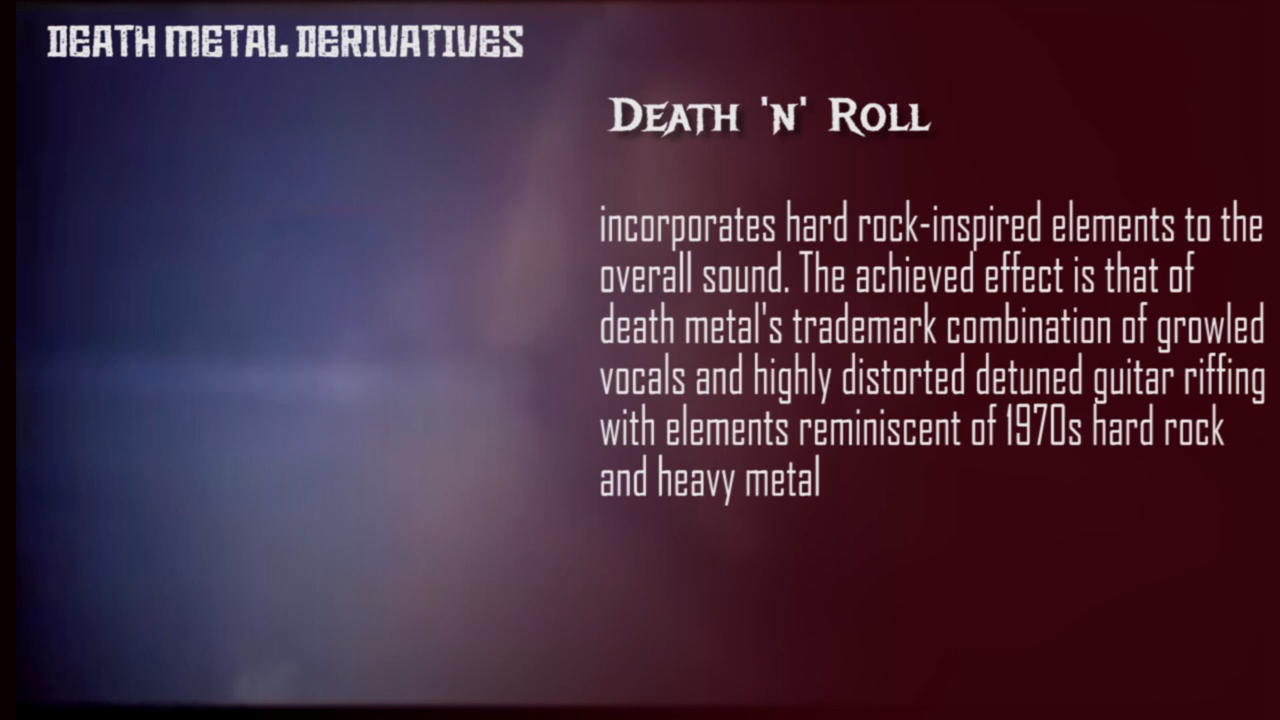 DEATH METAL DERIVATIVES
DEATH 'N' ROLL
incorporates hard rock-inspired elements to the
overall sound. The achieved effect is that of
death metal's trademark combination of growled
vocals and highly distorted detuned guitar riffing
with elements reminiscent of 1970s hard rock
and heavy metal